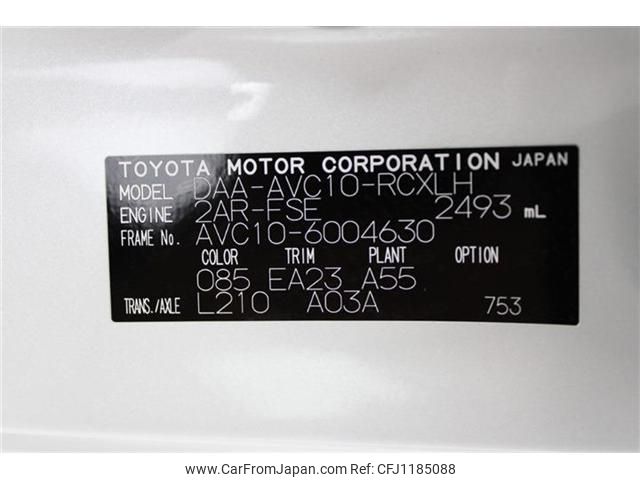 TOYOTA MOTOR CORPORATION JAPAN
MODEL DAA-AVC10-RCXLH
ENGINE 2AR-FSE 2493 mL
FRAME No. AVC10-6004630
COLOR TRIM PLANT OPTION
085 EA23 A55
TRANS./AXLE L210 A03A 753
www.CarFromJapan.com - CFJ1185088